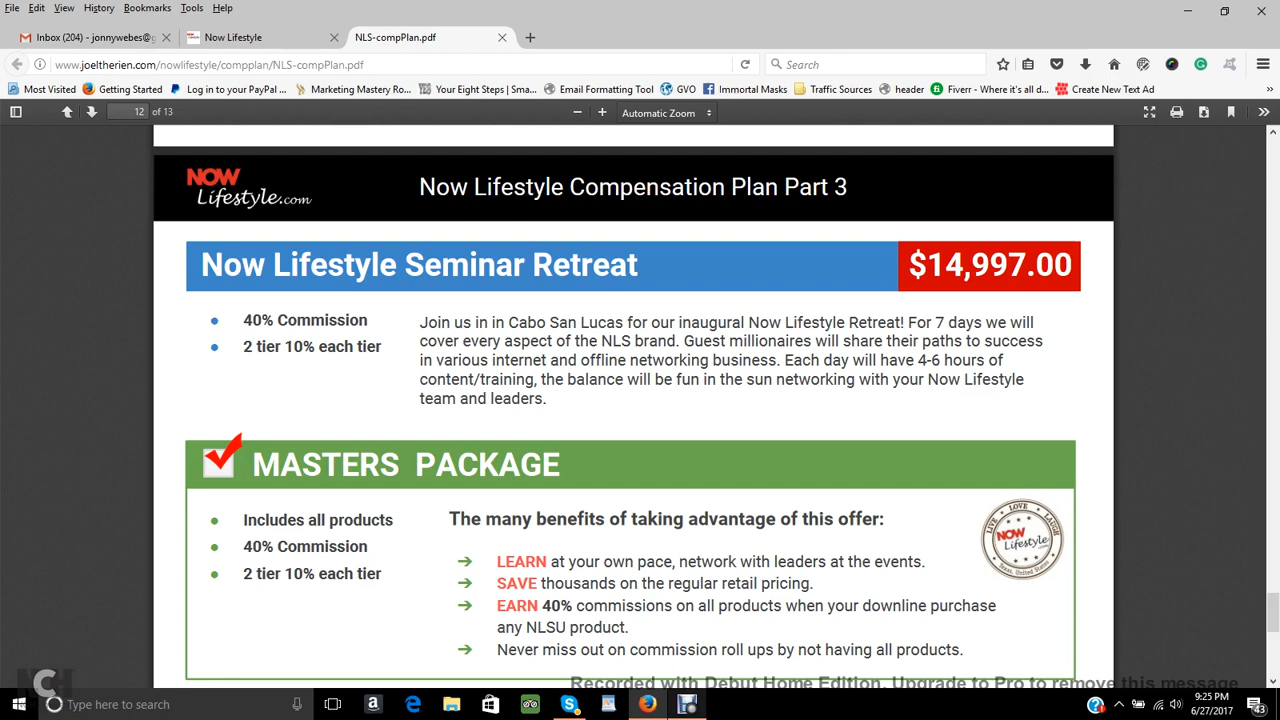 File Edit View History Bookmarks Tools Help
Inbox (204) - jonnywebes@g
Now Lifestyle
NLS-compPlan.pdf
www.joeltherien.com/nowlifestyle/compplan/NLS-compPlan.pdf
Search
Most Visited Getting Started Log in to your PayPal ... Marketing Mastery Ro... Your Eight Steps | Sma... Email Formatting Tool GVO Immortal Masks Traffic Sources header Fiverr - Where it's all d... Create New Text Ad
12 of 13
Automatic Zoom
NOW
Lifestyle.com
Now Lifestyle Compensation Plan Part 3
Now Lifestyle Seminar Retreat $14,997.00
40% Commission
2 tier 10% each tier
Join us in in Cabo San Lucas for our inaugural Now Lifestyle Retreat! For 7 days we will
cover every aspect of the NLS brand. Guest millionaires will share their paths to success
in various internet and offline networking business. Each day will have 4-6 hours of
content/training, the balance will be fun in the sun networking with your Now Lifestyle
team and leaders.
MASTERS PACKAGE
Includes all products
40% Commission
2 tier 10% each tier
The many benefits of taking advantage of this offer:
LEARN at your own pace, network with leaders at the events.
SAVE thousands on the regular retail pricing.
EARN 40% commissions on all products when your downline purchase
any NLSU product.
Never miss out on commission roll ups by not having all products.
LIVE LOVE LAUGH
NOW
Lifestyle
Texas, United States
Recorded with Debut Home Edition. Upgrade to Pro to remove this message
NCH
Type here to search
9:25 PM
6/27/2017
43